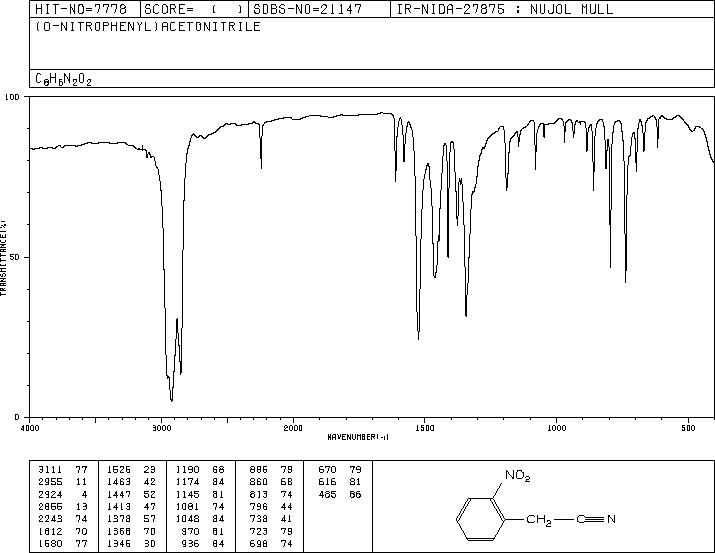 HIT-NO=7778 SCORE= ( ) SDBS-NO=21147 IR-NIDA-27875 : NUJOL MULL
(O-NITROPHENYL)ACETONITRILE
C8H6N2O2
100
50
0
TRANSMITTANCE(%)
4000 3000 2000 1500 1000 500
WAVENUMBER(-1)
3111 77 1526 23 1190 68 886 79 670 79
2955 11 1463 42 1174 84 860 68 616 81
2924 4 1447 52 1145 81 813 74 485 86
2855 13 1413 47 1081 74 796 44
2243 74 1378 57 1048 84 738 41
1612 70 1368 70 970 81 723 79
1580 77 1346 30 936 84 698 74
NO2
CH2 C N